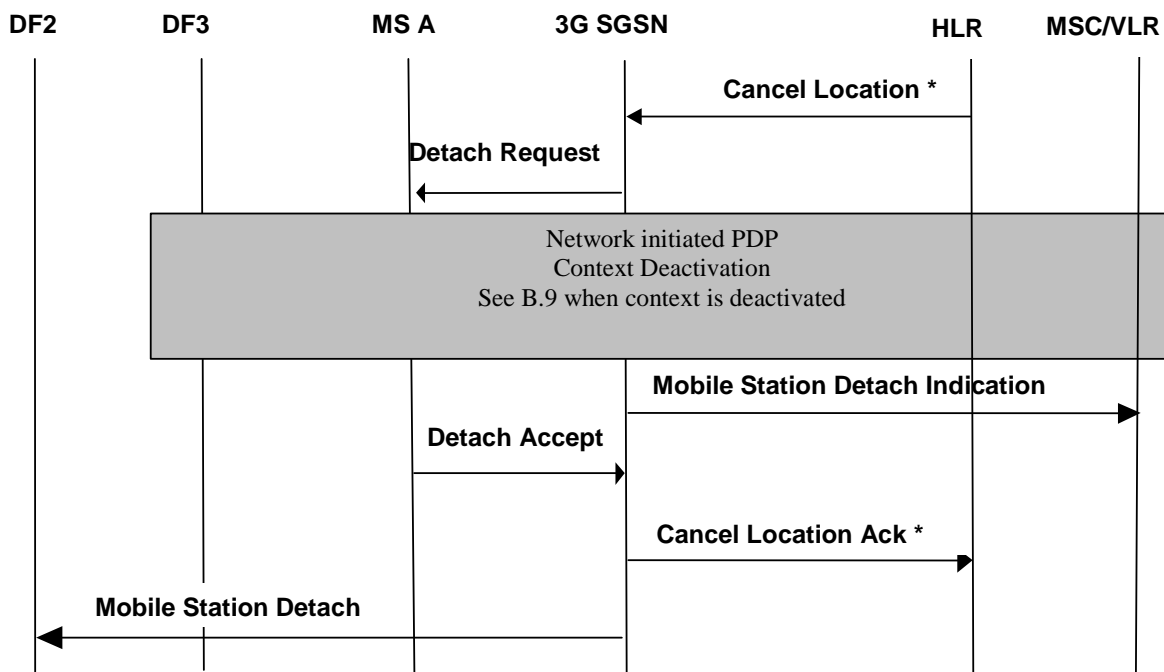 DF2 DF3 MS A 3G SGSN HLR MSC/VLR
Cancel Location *
Detach Request
Network initiated PDP
Context Deactivation
See B.9 when context is deactivated
Mobile Station Detach Indication
Detach Accept
Cancel Location Ack *
Mobile Station Detach